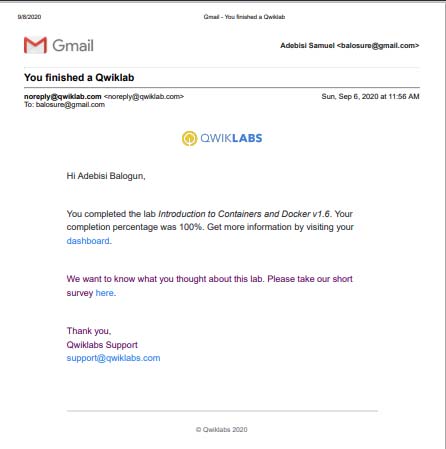 9/8/2020 Gmail - You finished a Qwiklab
Gmail Adebisi Samuel <balosure@gmail.com>
You finished a Qwiklab
noreply@qwiklab.com <noreply@qwiklab.com> Sun, Sep 6, 2020 at 11:56 AM
To: balosure@gmail.com
QWIKLABS
Hi Adebisi Balogun,
You completed the lab Introduction to Containers and Docker v1.6. Your
completion percentage was 100%. Get more information by visiting your
dashboard.
We want to know what you thought about this lab. Please take our short
survey here.
Thank you,
Qwiklabs Support
support@qwiklabs.com
© Qwiklabs 2020